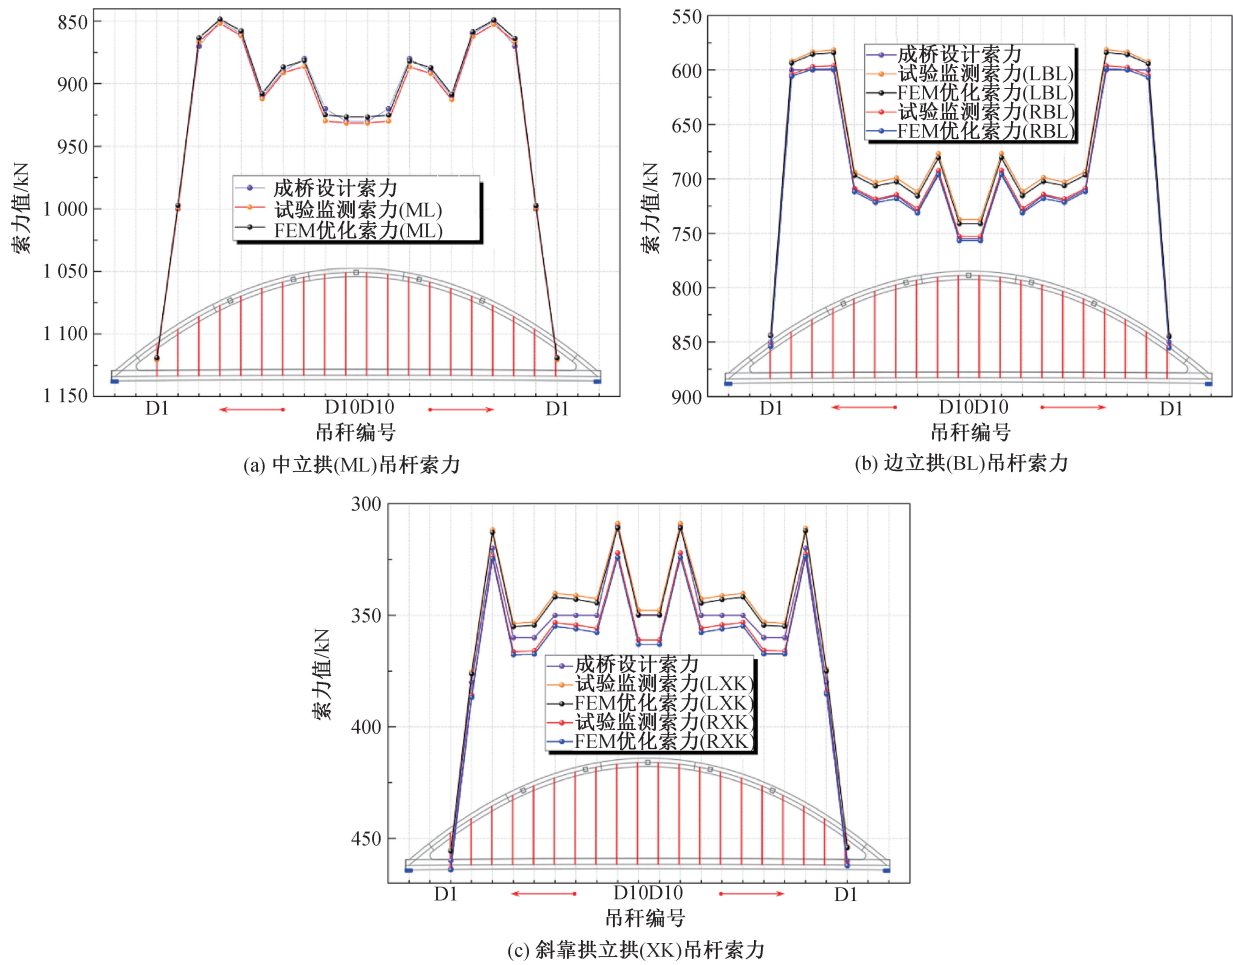 850
900
950
1 000
1 050
1 100
1 150
索力值/kN
成桥设计索力
试验监测索力(ML)
FEM优化索力(ML)
D1
D10D10
D1
吊秆编号
(a) 中立拱(ML)吊杆索力
550
600
650
700
750
800
850
900
索力值/kN
成桥设计索力
试验监测索力(LBL)
FEM优化索力(LBL)
试验监测索力(RBL)
FEM优化索力(RBL)
D1
D10D10
D1
吊秆编号
(b) 边立拱(BL)吊杆索力
300
350
400
450
索力值/kN
成桥设计索力
试验监测索力(LXK)
FEM优化索力(LXK)
试验监测索力(RXK)
FEM优化索力(RXK)
D1
D10D10
D1
吊秆编号
(c) 斜靠拱立拱(XK)吊杆索力